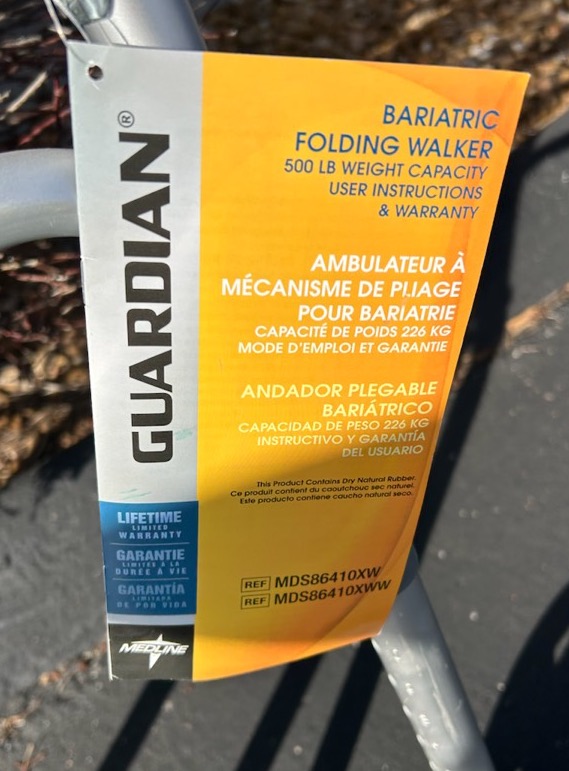 GUARDIAN®
BARIATRIC
FOLDING WALKER
500 LB WEIGHT CAPACITY
USER INSTRUCTIONS
& WARRANTY
AMBULATEUR À
MÉCANISME DE PLIAGE
POUR BARIATRIE
CAPACITÉ DE POIDS 226 KG
MODE D'EMPLOI ET GARANTIE
ANDADOR PLEGABLE
BARIÁTRICO
CAPACIDAD DE PESO 226 KG
INSTRUCTIVO Y GARANTÍA
DEL USUARIO
This Product Contains Dry Natural Rubber.
Ce produit contient du caoutchouc sec naturel.
Este producto contiene caucho natural seco.
LIFETIME
LIMITED
WARRANTY
GARANTIE
LIMITÉE À LA
DURÉE À VIE
GARANTÍA
LIMITADA
DE POR VIDA
REF MDS86410XW
REF MDS86410XWW
MEDLINE